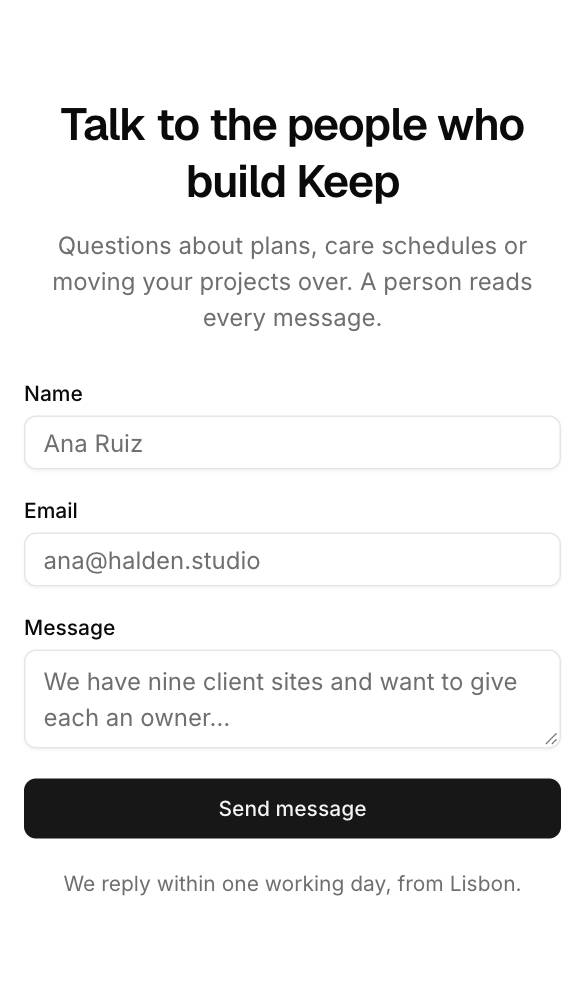 Talk to the people who
build Keep
Questions about plans, care schedules or
moving your projects over. A person reads
every message.
Name
Ana Ruiz
Email
ana@halden.studio
Message
We have nine client sites and want to give
each an owner...
Send message
We reply within one working day, from Lisbon.